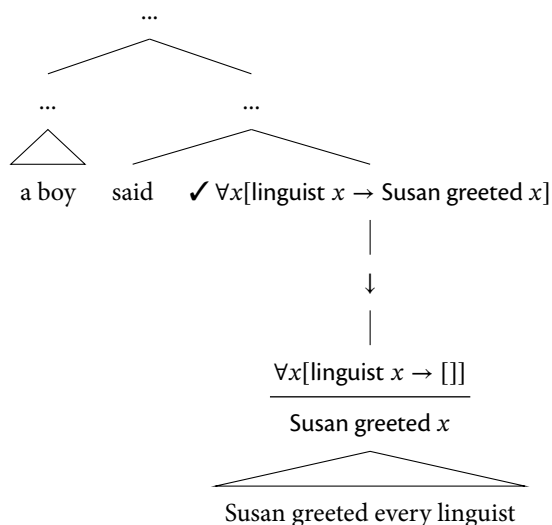 ...
... ...
a boy said ✓ ∀x[linguist x → Susan greeted x]
↓
∀x[linguist x → []]
Susan greeted x
Susan greeted every linguist